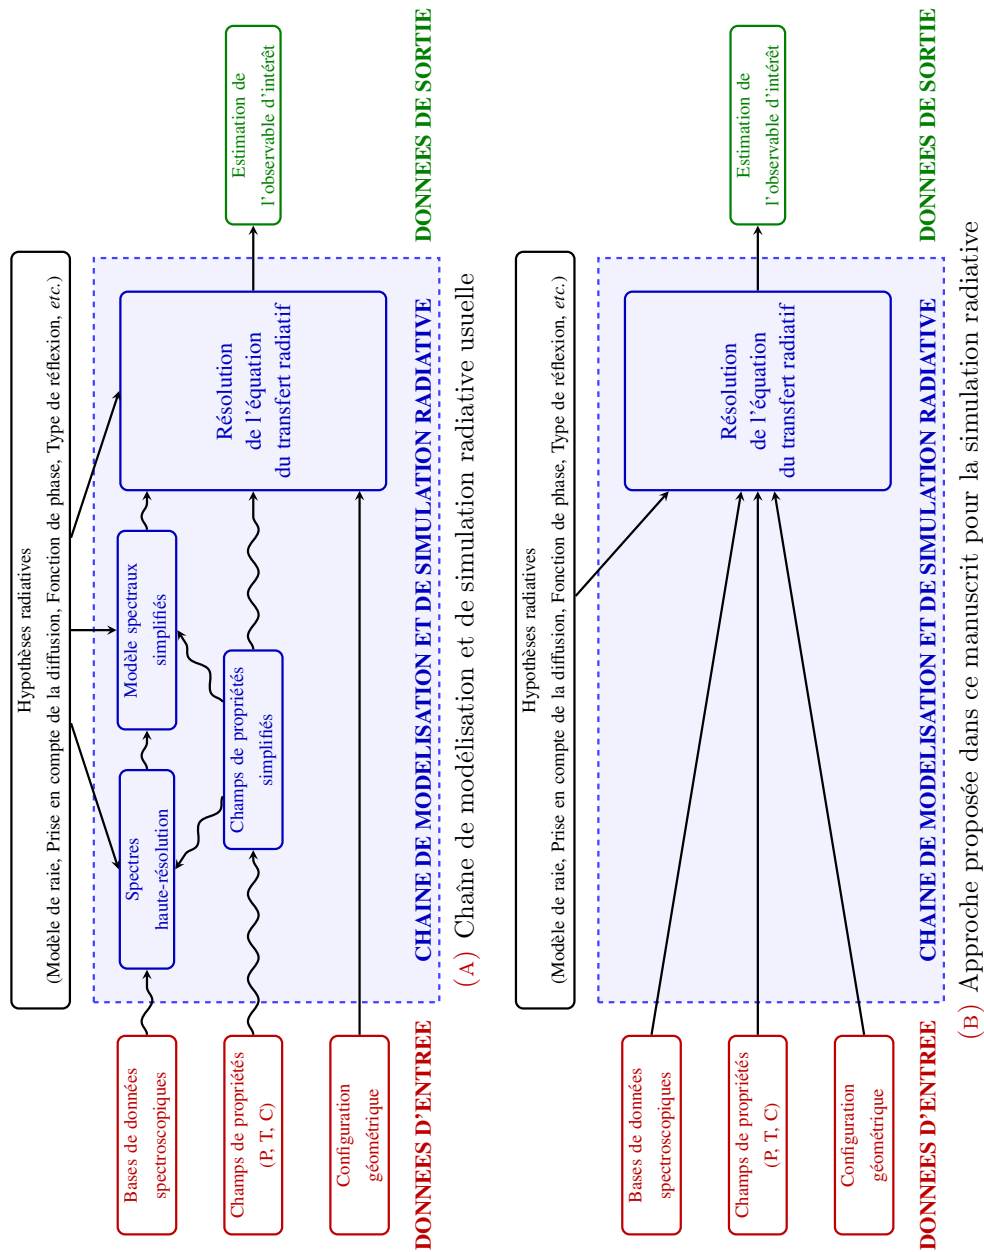 Hypothèses radiatives
(Modèle de raie, Prise en compte de la diffusion, Fonction de phase, Type de réflexion, etc.)
Bases de données
spectroscopiques
Spectres
haute-résolution
Modèle spectraux
simplifiés
Champs de propriétés
(P, T, C)
Champs de propriétés
simplifiés
Configuration
géométrique
Résolution
de l'équation
du transfert radiatif
Estimation de
l'observable d'intérêt
DONNEES D'ENTREE
CHAINE DE MODELISATION ET DE SIMULATION RADIATIVE
DONNEES DE SORTIE
(A) Chaîne de modélisation et de simulation radiative usuelle
Hypothèses radiatives
(Modèle de raie, Prise en compte de la diffusion, Fonction de phase, Type de réflexion, etc.)
Bases de données
spectroscopiques
Champs de propriétés
(P, T, C)
Configuration
géométrique
Résolution
de l'équation
du transfert radiatif
Estimation de
l'observable d'intérêt
DONNEES D'ENTREE
CHAINE DE MODELISATION ET DE SIMULATION RADIATIVE
DONNEES DE SORTIE
(B) Approche proposée dans ce manuscrit pour la simulation radiative